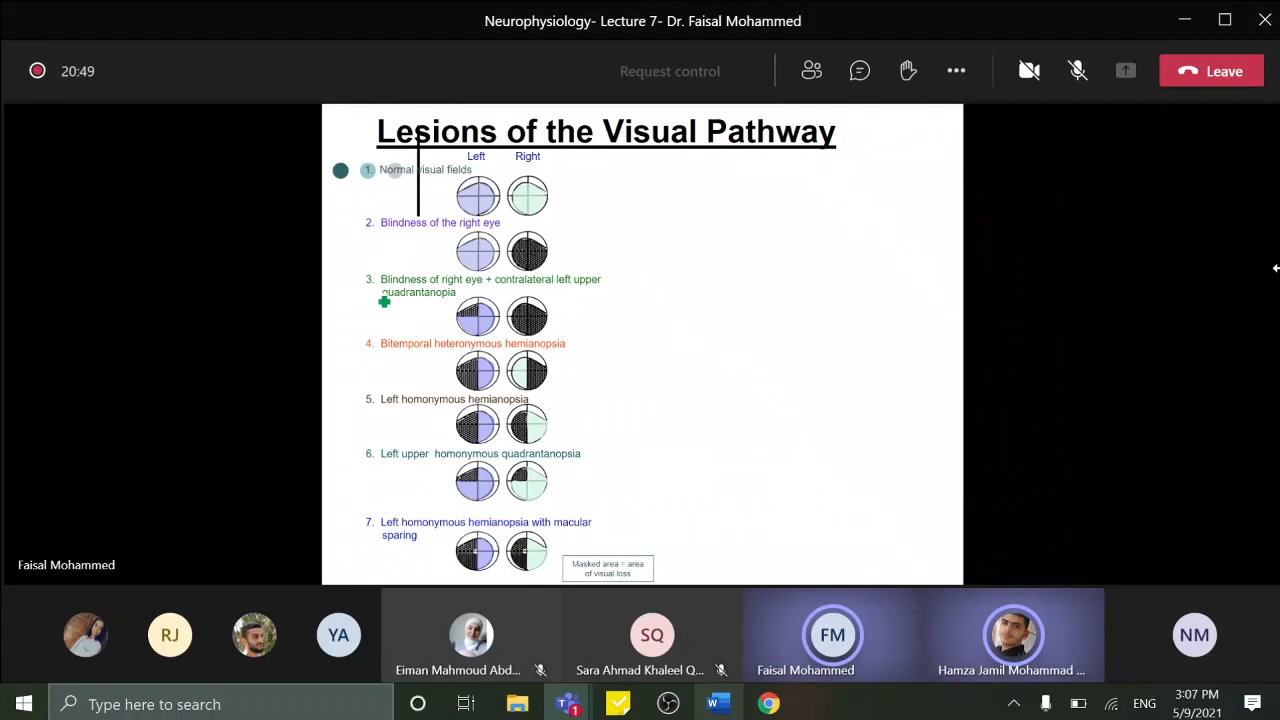 Neurophysiology- Lecture 7- Dr. Faisal Mohammed
20:49
Request control
Leave
Lesions of the Visual Pathway
Left Right
1. Normal visual fields
2. Blindness of the right eye
3. Blindness of right eye + contralateral left upper
quadrantanopia
4. Bitemporal heteronymous hemianopsia
5. Left homonymous hemianopsia
6. Left upper homonymous quadrantanopsia
7. Left homonymous hemianopsia with macular
sparing
Masked area = area
of visual loss
Faisal Mohammed
RJ
YA
SQ
FM
NM
Eiman Mahmoud Abd...
Sara Ahmad Khaleel Q...
Faisal Mohammed
Hamza Jamil Mohammad ...
Type here to search
1
ENG
3:07 PM
5/9/2021